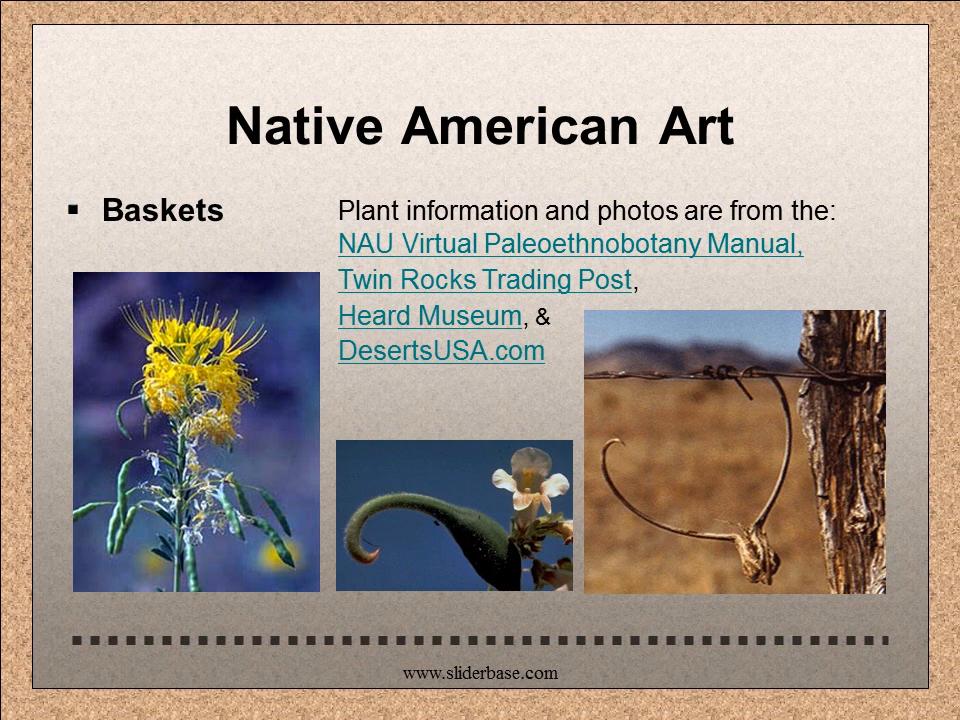 Native American Art
▪ Baskets
Plant information and photos are from the:
NAU Virtual Paleoethnobotany Manual,
Twin Rocks Trading Post,
Heard Museum, &
DesertsUSA.com
www.sliderbase.com